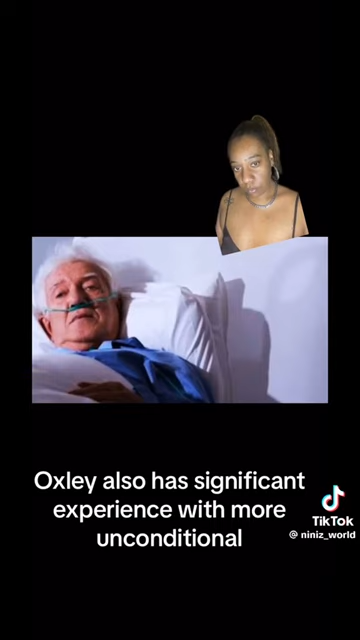 Oxley also has significant
experience with more
unconditional
TikTok
@ niniz_world